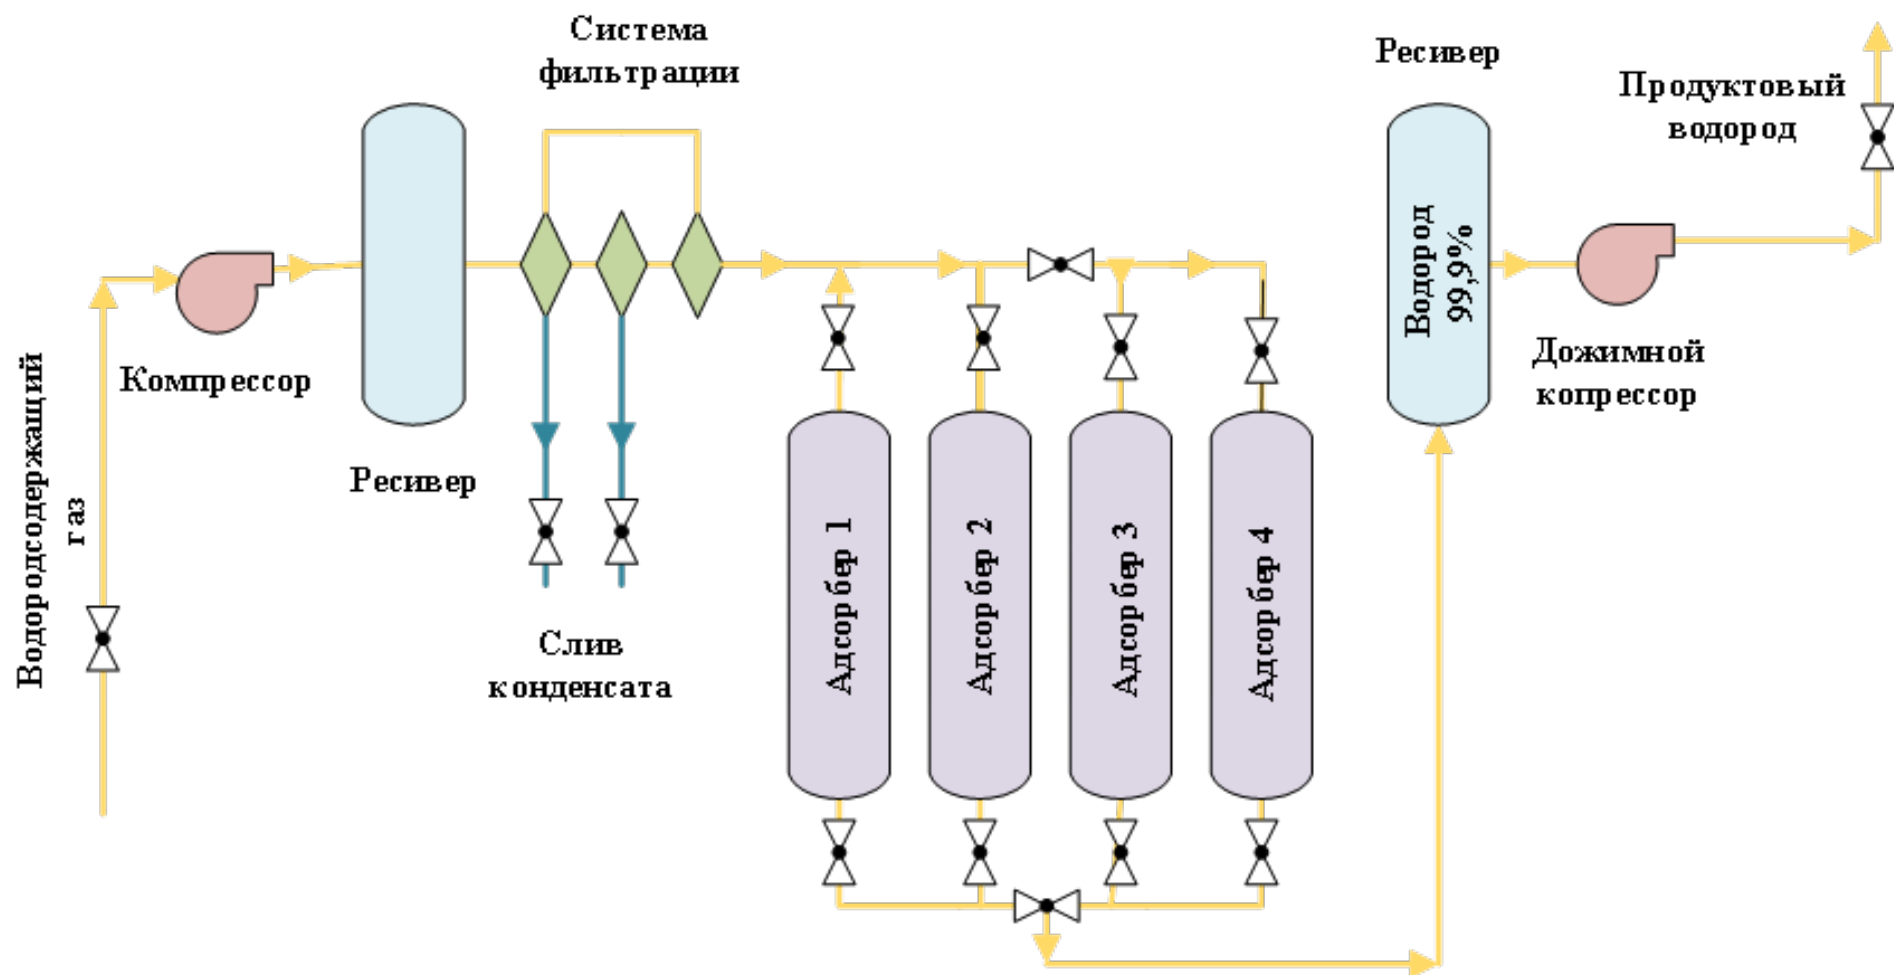 Система
фильтрации
Ресивер
Продуктовый
водород
Водород
99,9%
Компрессор
Дожимной
копрессор
Водородсодержащий
газ
Ресивер
Адсорбер 1
Адсорбер 2
Адсорбер 3
Адсорбер 4
Слив
конденсата